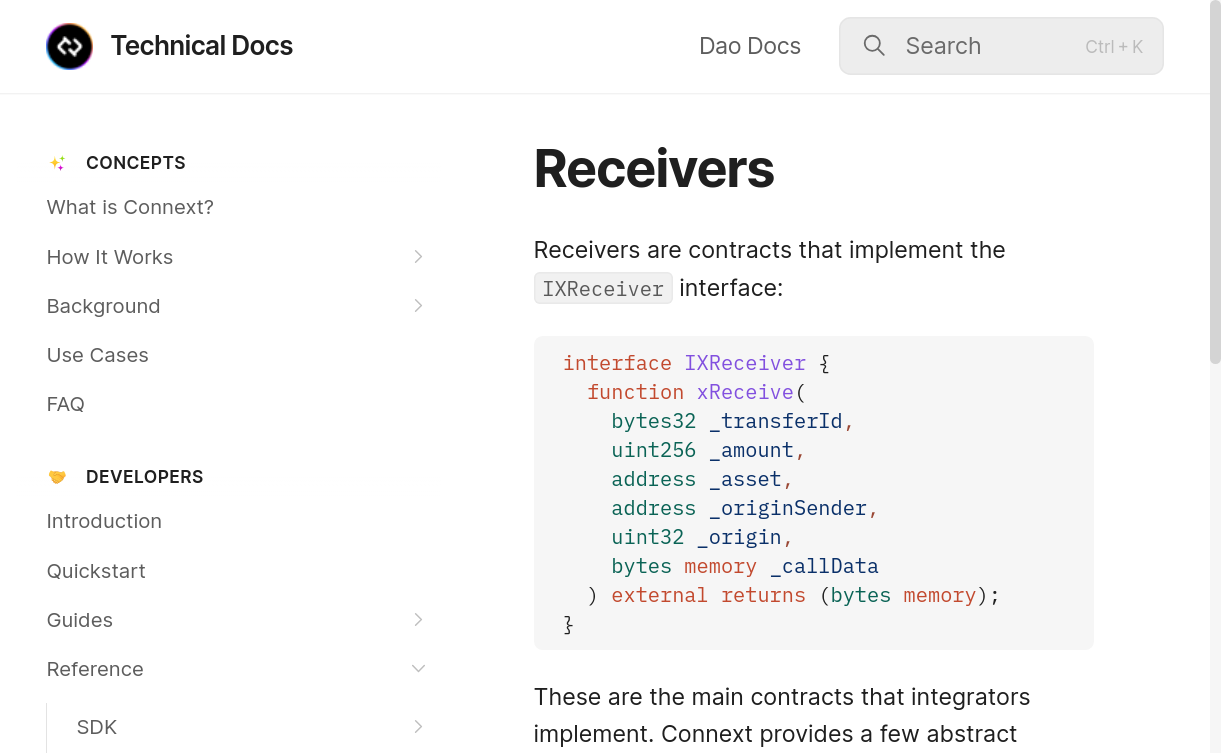 Technical Docs
Dao Docs
Search
Ctrl + K
CONCEPTS
What is Connext?
How It Works
Background
Use Cases
FAQ
DEVELOPERS
Introduction
Quickstart
Guides
Reference
SDK
Receivers
Receivers are contracts that implement the
IXReceiver interface:
interface IXReceiver {
  function xReceive(
    bytes32 _transferId,
    uint256 _amount,
    address _asset,
    address _originSender,
    uint32 _origin,
    bytes memory _callData
  ) external returns (bytes memory);
}
These are the main contracts that integrators
implement. Connext provides a few abstract